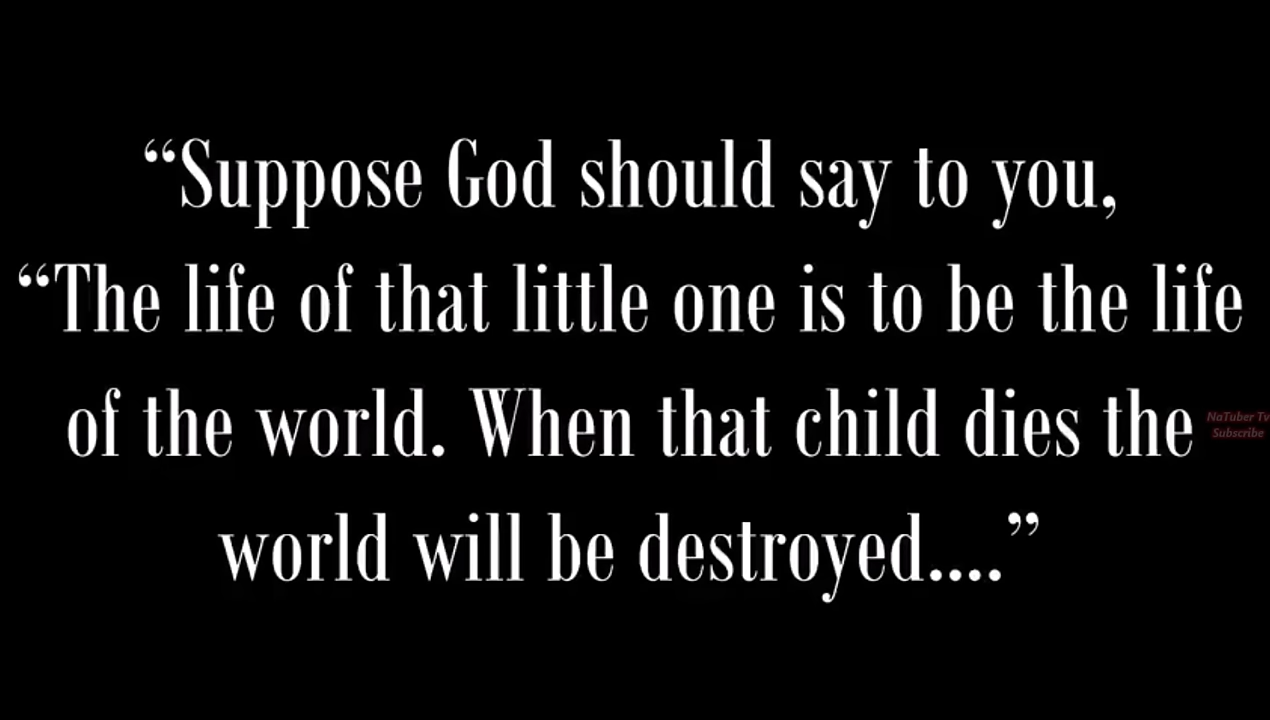 “Suppose God should say to you,
“The life of that little one is to be the life
of the world. When that child dies the
world will be destroyed....”
NaTuber Tv
Subscribe